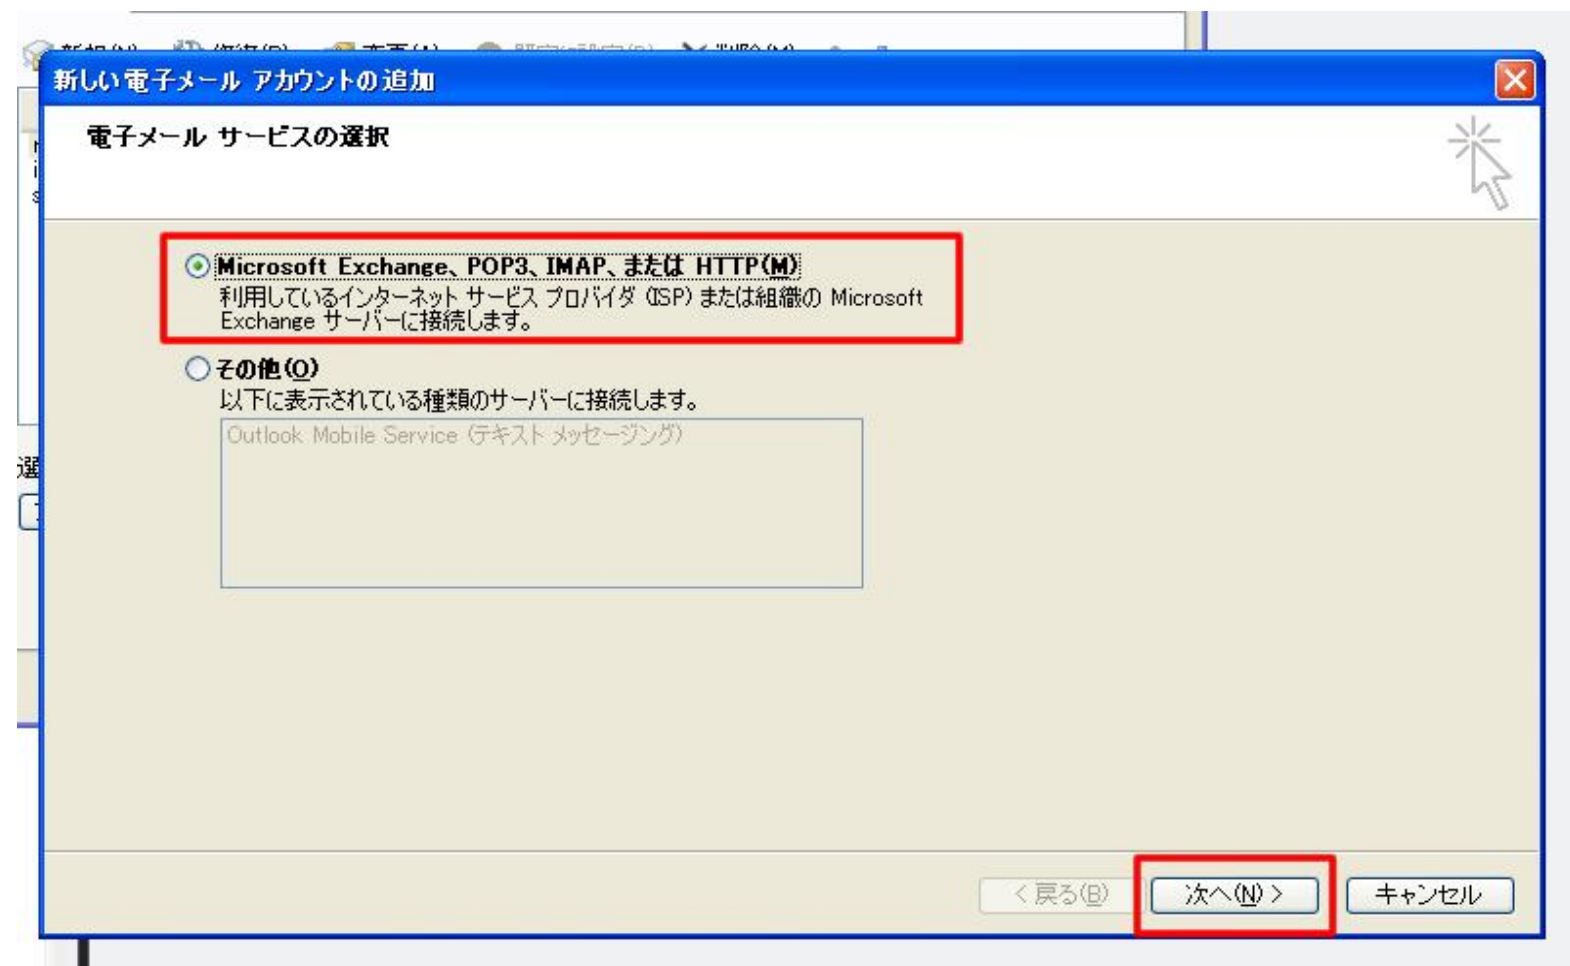 新しい電子メール アカウントの追加
電子メール サービスの選択
Microsoft Exchange、POP3、IMAP、または HTTP(M)
利用しているインターネット サービス プロバイダ (ISP) または組織の Microsoft
Exchange サーバーに接続します。
その他(O)
以下に表示されている種類のサーバーに接続します。
Outlook Mobile Service (テキスト メッセージング)
選
< 戻る(B)
次へ(N) >
キャンセル